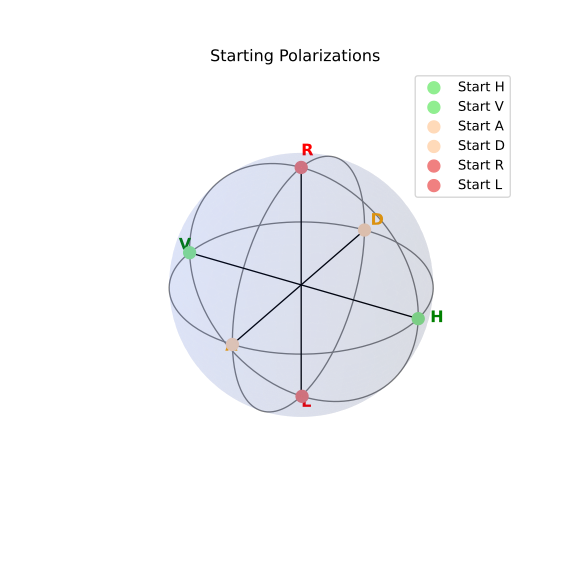 Starting Polarizations
Start H
Start V
Start A
Start D
Start R
Start L
R
D
V
H
L